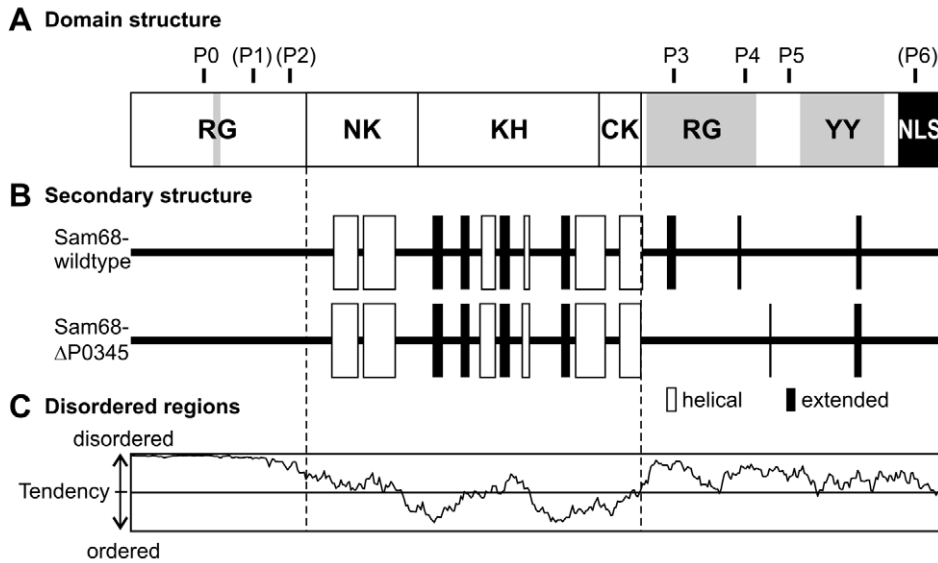 A Domain structure
P0 (P1) (P2) P3 P4 P5 (P6)
RG NK KH CK RG YY NLS
B Secondary structure
Sam68-
wildtype
Sam68-
ΔP0345
helical extended
C Disordered regions
disordered
Tendency
ordered